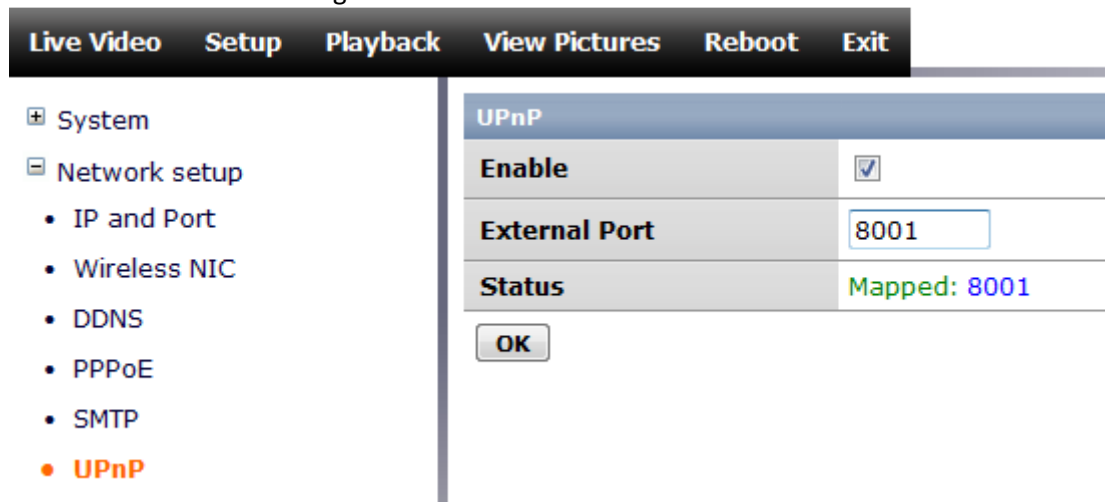 Live Video Setup Playback View Pictures Reboot Exit
System
Network setup
IP and Port
Wireless NIC
DDNS
PPPoE
SMTP
UPnP
UPnP
Enable
External Port 8001
Status Mapped: 8001
OK